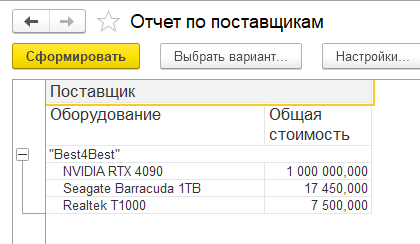 Отчет по поставщикам
Сформировать Выбрать вариант... Настройки...
Поставщик
Оборудование Общая
стоимость
"Best4Best"
NVIDIA RTX 4090 1 000 000,000
Seagate Barracuda 1TB 17 450,000
Realtek T1000 7 500,000